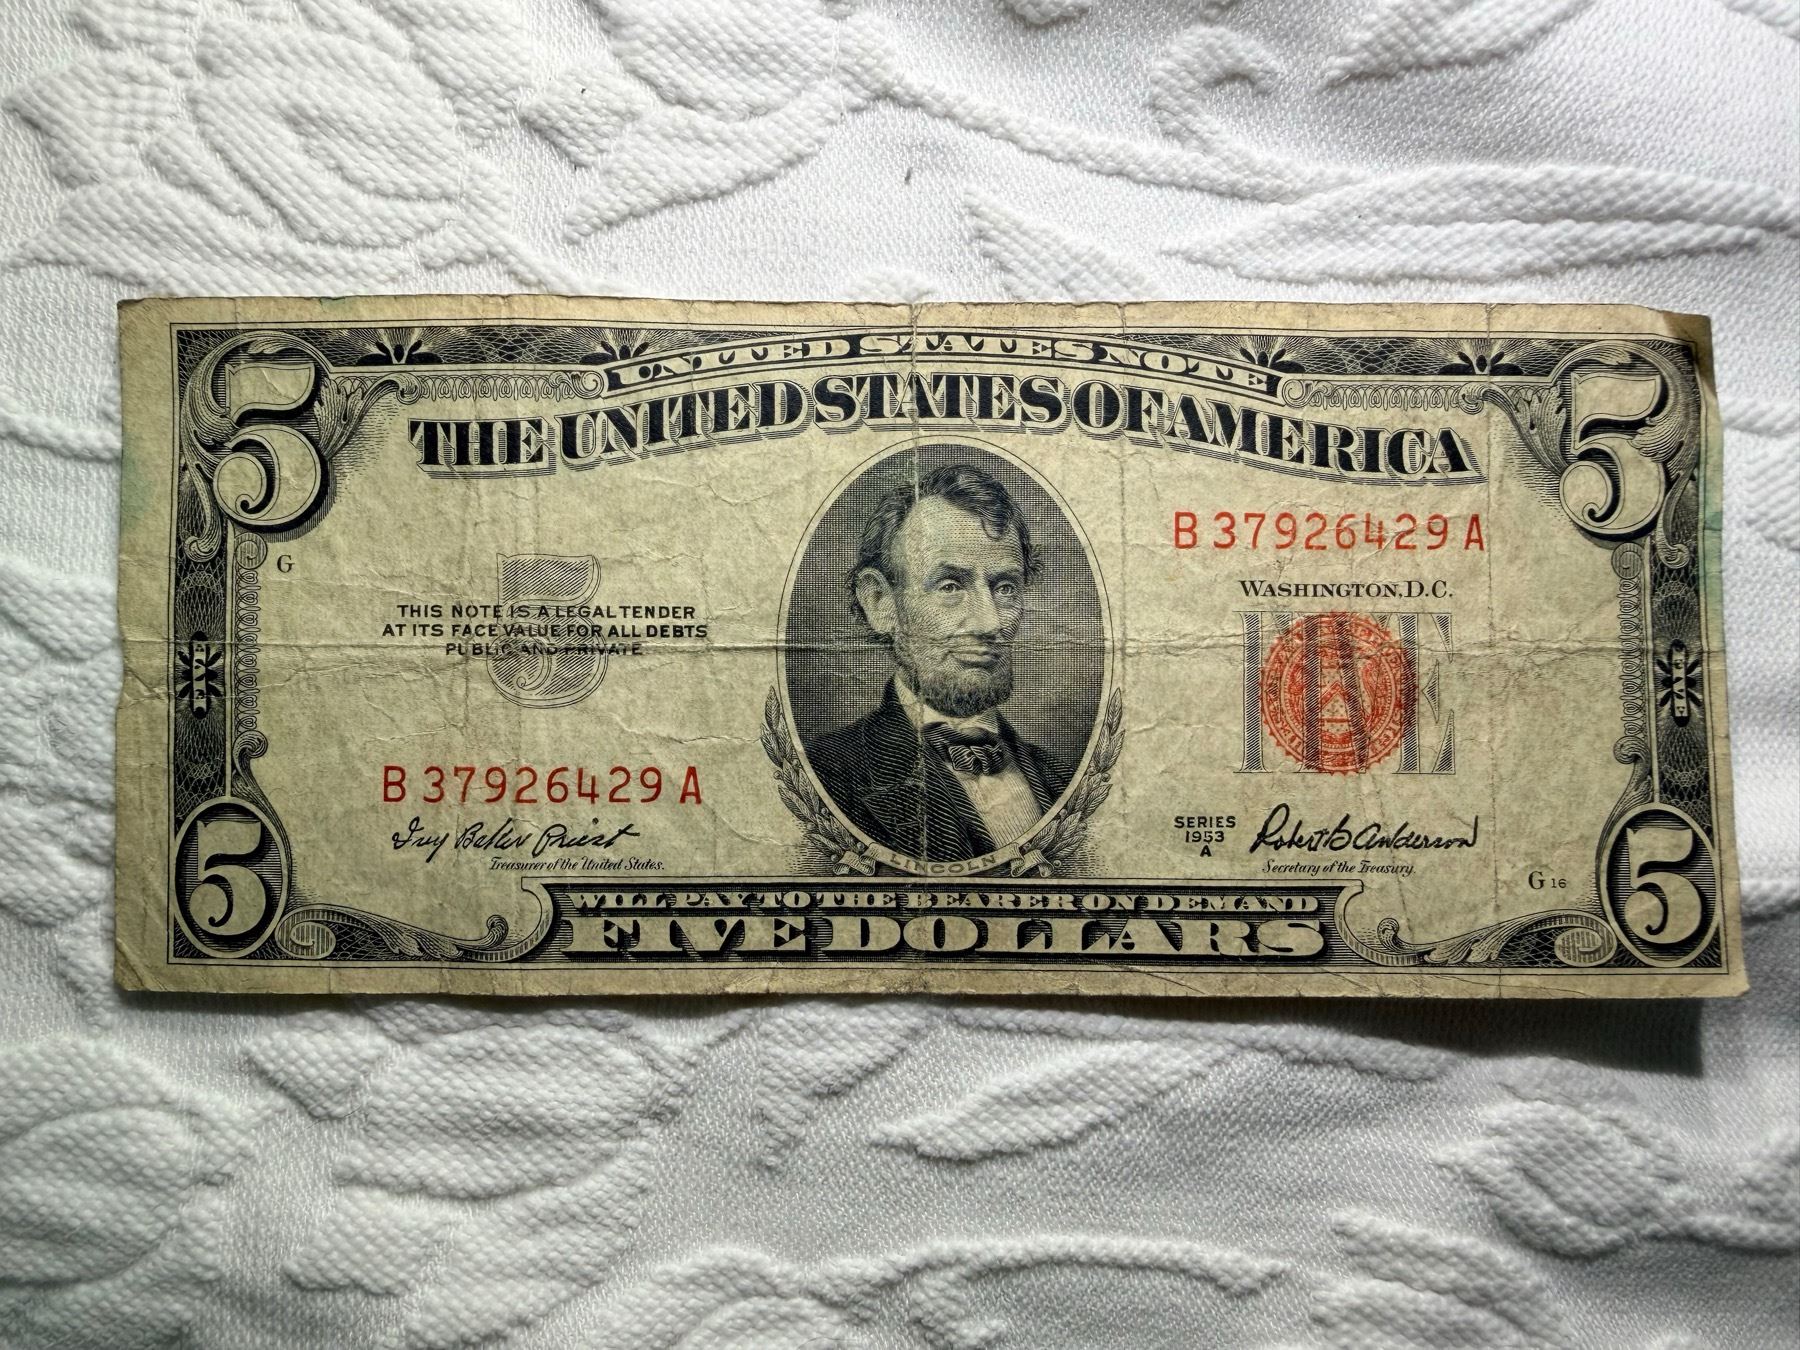 5 UNITED STATES NOTE 5
THE UNITED STATES OF AMERICA
B 37926429 A
G
WASHINGTON, D.C.
5
THIS NOTE IS A LEGAL TENDER
AT ITS FACE VALUE FOR ALL DEBTS
PUBLIC AND PRIVATE
FIVE
FIVE
FIVE
B 37926429 A
Ivy Baker Priest
Treasurer of the United States.
SERIES
1953
A
Robert B Anderson
Secretary of the Treasury.
LINCOLN
G 16
WILL PAY TO THE BEARER ON DEMAND
5 FIVE DOLLARS 5